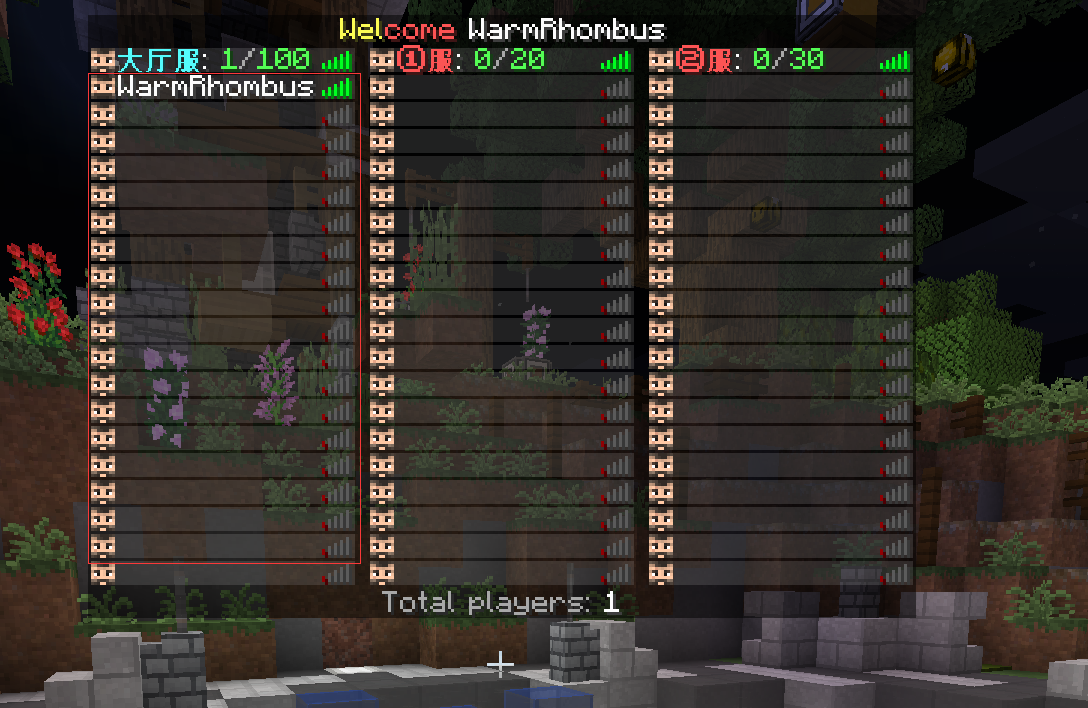 Welcome WarmRhombus
大厅服: 1/100 ①服: 0/20 ②服: 0/30
WarmRhombus
Total players: 1